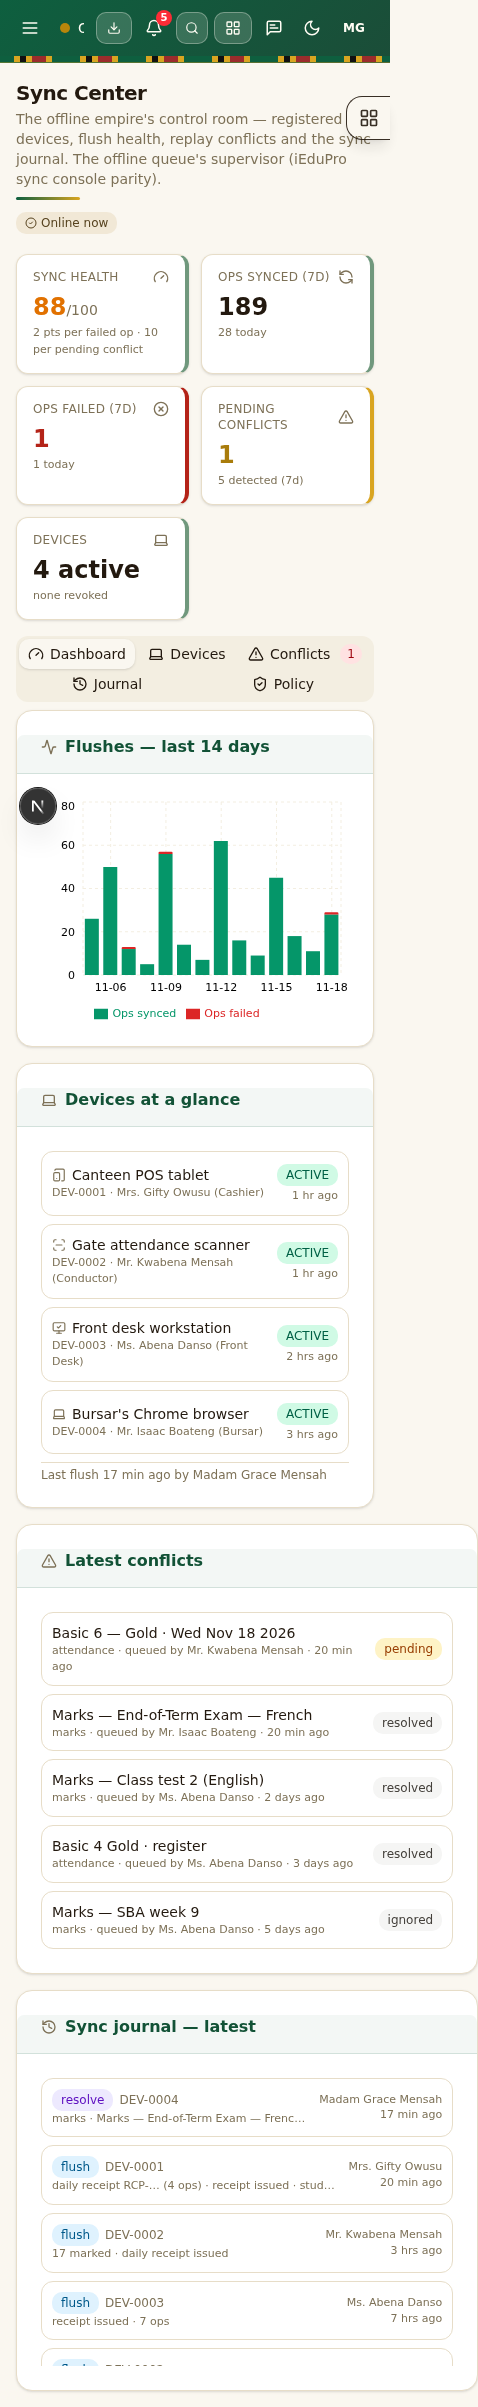 C
5
MG
Sync Center
The offline empire's control room — registered
devices, flush health, replay conflicts and the sync
journal. The offline queue's supervisor (iEduPro
sync console parity).
Online now
SYNC HEALTH
88/100
2 pts per failed op · 10
per pending conflict
OPS SYNCED (7D)
189
28 today
OPS FAILED (7D)
1
1 today
PENDING
CONFLICTS
1
5 detected (7d)
DEVICES
4 active
none revoked
Dashboard
Devices
Conflicts 1
Journal
Policy
Flushes — last 14 days
N
80
60
40
20
0
11-06 11-09 11-12 11-15 11-18
Ops synced Ops failed
Devices at a glance
Canteen POS tablet
DEV-0001 · Mrs. Gifty Owusu (Cashier)
ACTIVE
1 hr ago
Gate attendance scanner
DEV-0002 · Mr. Kwabena Mensah
(Conductor)
ACTIVE
1 hr ago
Front desk workstation
DEV-0003 · Ms. Abena Danso (Front
Desk)
ACTIVE
2 hrs ago
Bursar's Chrome browser
DEV-0004 · Mr. Isaac Boateng (Bursar)
ACTIVE
3 hrs ago
Last flush 17 min ago by Madam Grace Mensah
Latest conflicts
Basic 6 — Gold · Wed Nov 18 2026
attendance · queued by Mr. Kwabena Mensah · 20 min
ago
pending
Marks — End-of-Term Exam — French
marks · queued by Mr. Isaac Boateng · 20 min ago
resolved
Marks — Class test 2 (English)
marks · queued by Ms. Abena Danso · 2 days ago
resolved
Basic 4 Gold · register
attendance · queued by Ms. Abena Danso · 3 days ago
resolved
Marks — SBA week 9
marks · queued by Ms. Abena Danso · 5 days ago
ignored
Sync journal — latest
resolve DEV-0004
marks · Marks — End-of-Term Exam — Frenc…
Madam Grace Mensah
17 min ago
flush DEV-0001
daily receipt RCP-… (4 ops) · receipt issued · stud…
Mrs. Gifty Owusu
20 min ago
flush DEV-0002
17 marked · daily receipt issued
Mr. Kwabena Mensah
3 hrs ago
flush DEV-0003
receipt issued · 7 ops
Ms. Abena Danso
7 hrs ago